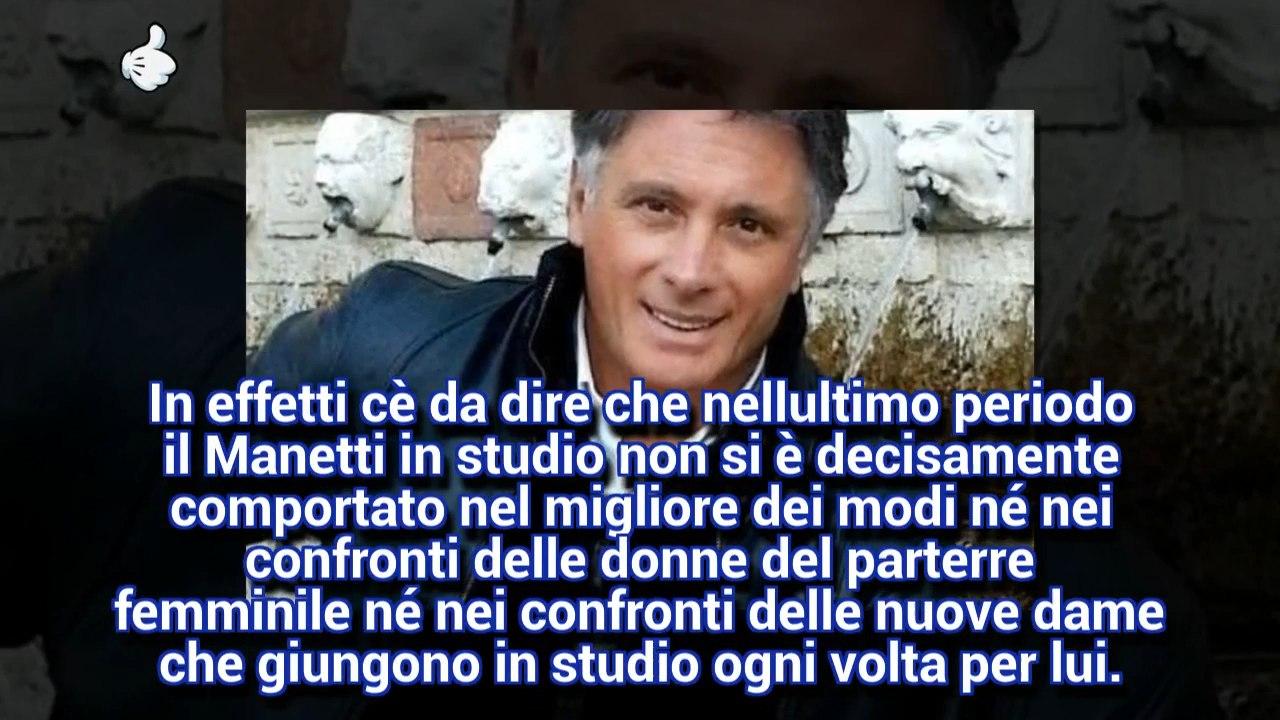 In effetti cè da dire che nellultimo periodo
il Manetti in studio non si è decisamente
comportato nel migliore dei modi né nei
confronti delle donne del parterre
femminile né nei confronti delle nuove dame
che giungono in studio ogni volta per lui.